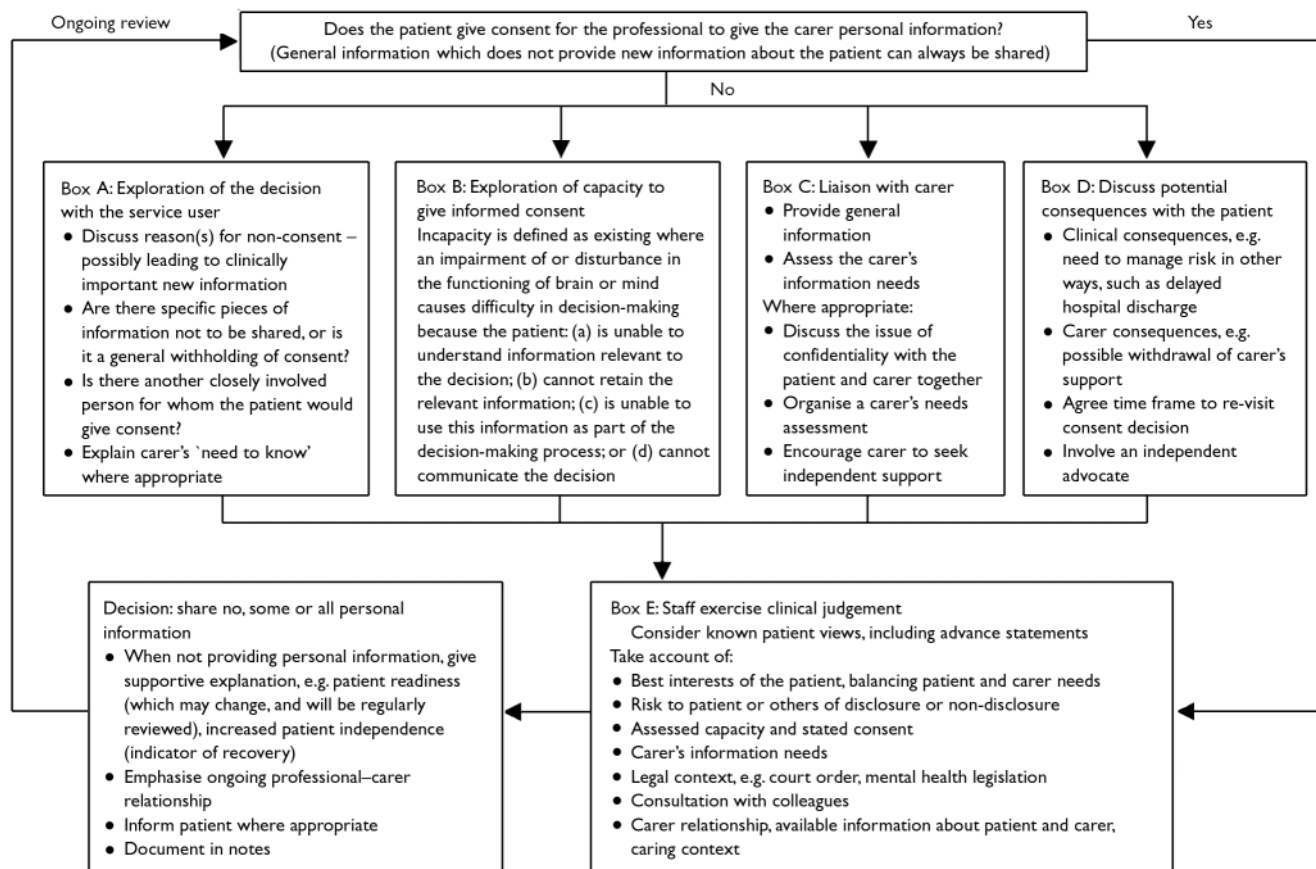 Ongoing review
Does the patient give consent for the professional to give the carer personal information?
(General information which does not provide new information about the patient can always be shared)
Yes
No
Box A: Exploration of the decision
with the service user
● Discuss reason(s) for non-consent –
possibly leading to clinically
important new information
● Are there specific pieces of
information not to be shared, or is
it a general withholding of consent?
● Is there another closely involved
person for whom the patient would
give consent?
● Explain carer's `need to know'
where appropriate
Box B: Exploration of capacity to
give informed consent
Incapacity is defined as existing where
an impairment of or disturbance in
the functioning of brain or mind
causes difficulty in decision-making
because the patient: (a) is unable to
understand information relevant to
the decision; (b) cannot retain the
relevant information; (c) is unable to
use this information as part of the
decision-making process; or (d) cannot
communicate the decision
Box C: Liaison with carer
● Provide general
information
● Assess the carer's
information needs
Where appropriate:
● Discuss the issue of
confidentiality with the
patient and carer together
● Organise a carer's needs
assessment
● Encourage carer to seek
independent support
Box D: Discuss potential
consequences with the patient
● Clinical consequences, e.g.
need to manage risk in other
ways, such as delayed
hospital discharge
● Carer consequences, e.g.
possible withdrawal of carer's
support
● Agree time frame to re-visit
consent decision
● Involve an independent
advocate
Decision: share no, some or all personal
information
● When not providing personal information, give
supportive explanation, e.g. patient readiness
(which may change, and will be regularly
reviewed), increased patient independence
(indicator of recovery)
● Emphasise ongoing professional–carer
relationship
● Inform patient where appropriate
● Document in notes
Box E: Staff exercise clinical judgement
Consider known patient views, including advance statements
Take account of:
● Best interests of the patient, balancing patient and carer needs
● Risk to patient or others of disclosure or non-disclosure
● Assessed capacity and stated consent
● Carer's information needs
● Legal context, e.g. court order, mental health legislation
● Consultation with colleagues
● Carer relationship, available information about patient and carer,
caring context